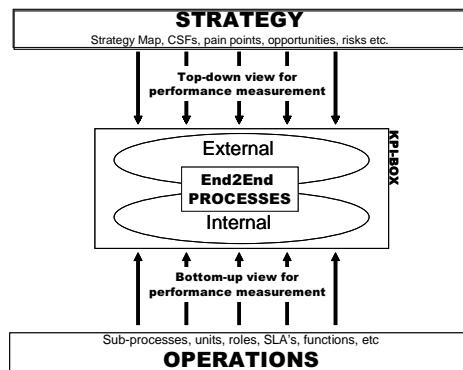 STRATEGY
Strategy Map, CSFs, pain points, opportunities, risks etc.
Top-down view for
performance measurement
External
KPI-BOX
End2End
PROCESSES
Internal
Bottom-up view for
performance measurement
Sub-processes, units, roles, SLA's, functions, etc
OPERATIONS